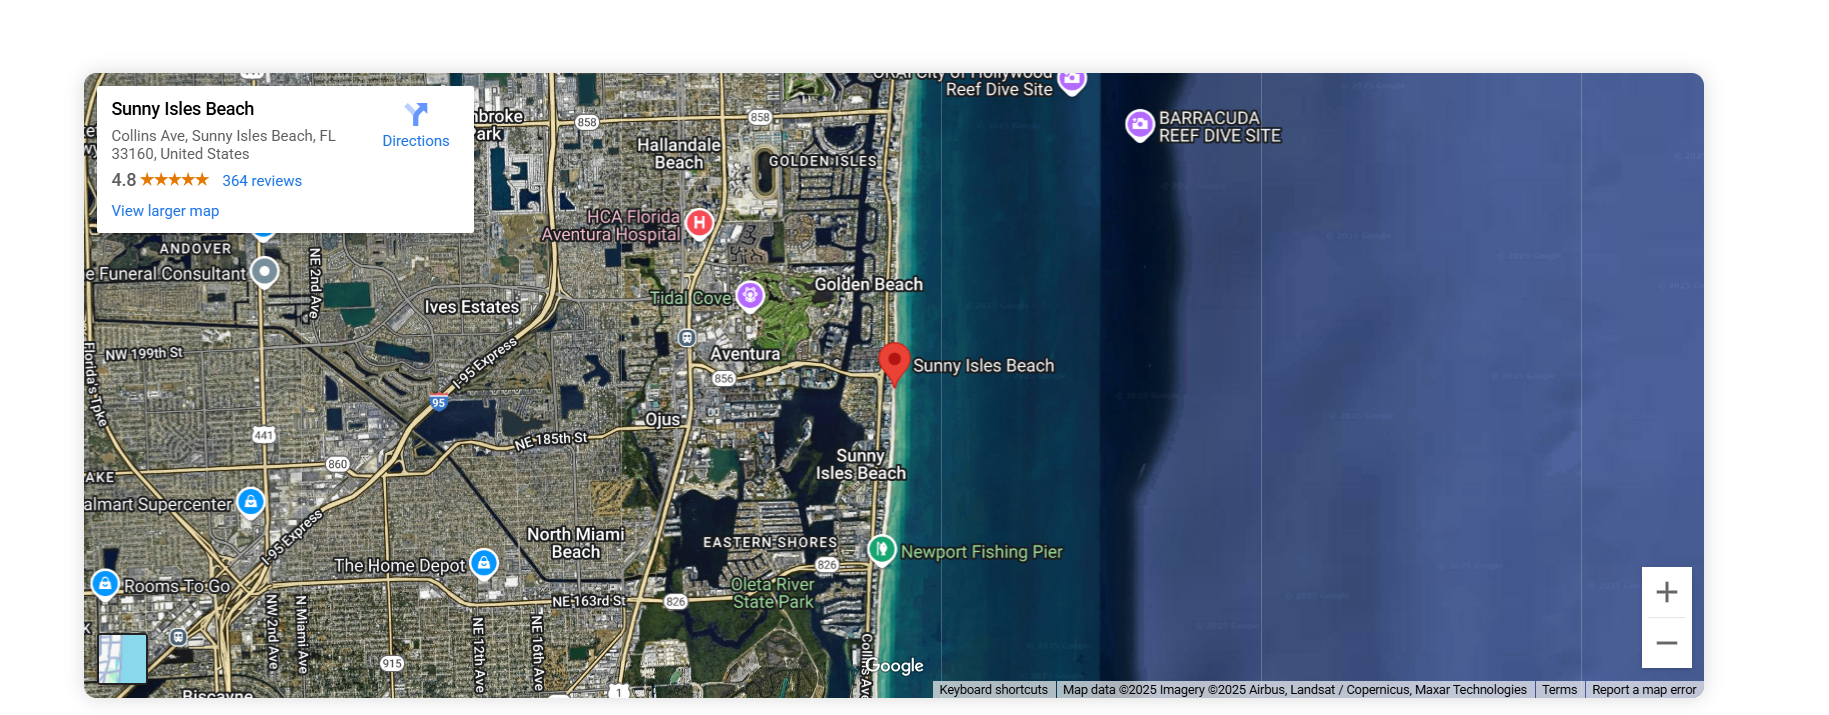 Sunny Isles Beach
Collins Ave, Sunny Isles Beach, FL
33160, United States
4.8
364 reviews
View larger map
Directions
Reef Dive Site
BARRACUDA
REEF DIVE SITE
858
858
Hallandale
Beach
GOLDEN ISLES
HCA Florida
Aventura Hospital
ANDOVER
e Funeral Consultant
NE 2nd Ave
Ives Estates
Tidal Cove
Golden Beach
NW 199th St
Florida's Tpke
I-95 Express
Aventura
856
Sunny Isles Beach
95
Ojus
441
NE 185th St
860
AKE
Sunny
Isles Beach
almart Supercenter
I-95 Express
North Miami
Beach
EASTERN SHORES
Newport Fishing Pier
The Home Depot
826
Rooms To Go
Oleta River
State Park
NE 163rd St
826
NW 2nd Ave
N Miami Ave
NE 12th Ave
NE 16th Ave
915
Collins Ave
1
Google
Biscayne
Keyboard shortcuts
Map data ©2025 Imagery ©2025 Airbus, Landsat / Copernicus, Maxar Technologies
Terms
Report a map error